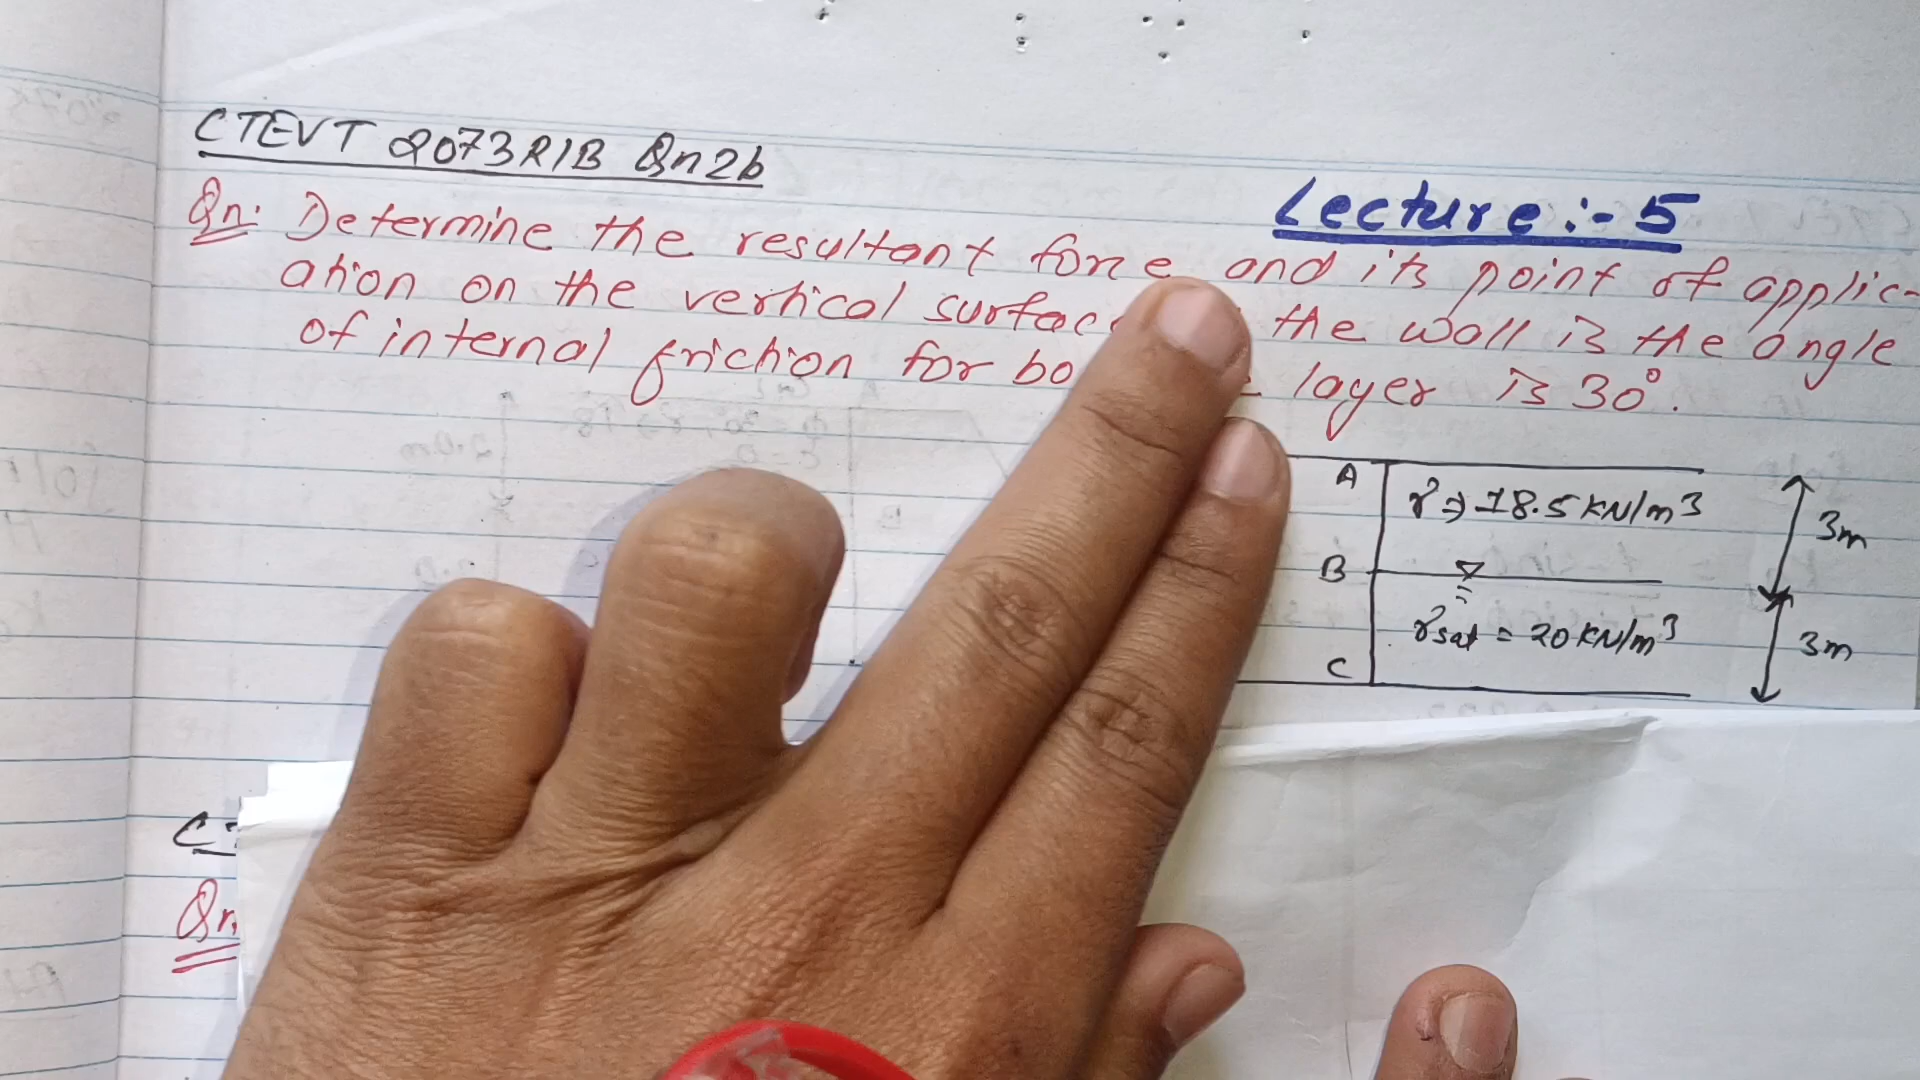 CTEVT 2073 R/B Qn2b
Lecture:- 5
Qn: Determine the resultant force and its point of applic-
ation on the vertical surfac the wall is the angle
of internal friction for bo layer is 30°.
A
γ => 18.5 KN/m³
3m
B
γsat = 20 KN/m³
3m
C
C
Qn